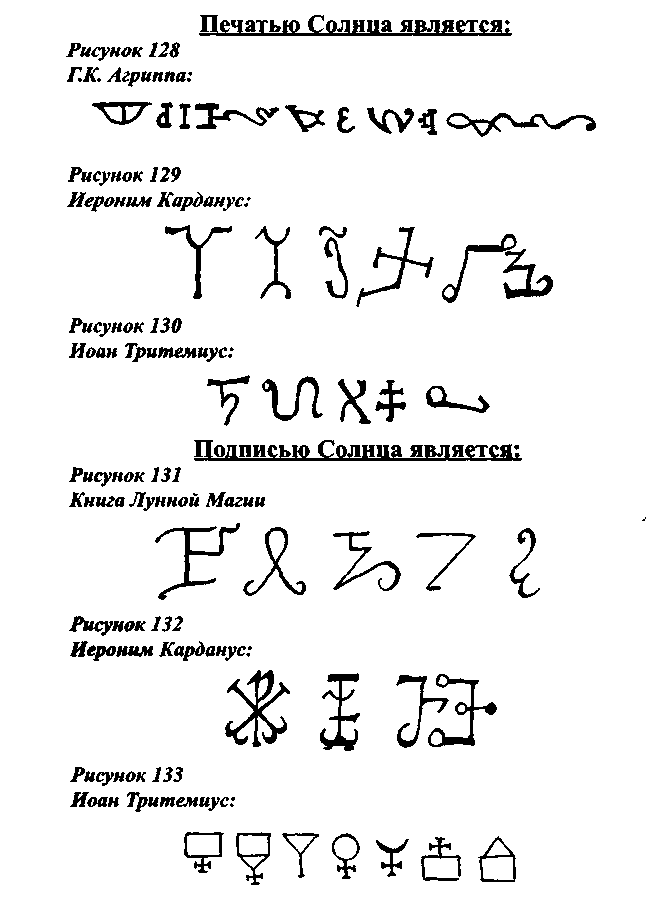 Печатью Солнца является:
Рисунок 128
Г.К. Агриппа:
Рисунок 129
Иероним Карданус:
Рисунок 130
Иоан Тритемиус:
Подписью Солнца является:
Рисунок 131
Книга Лунной Магии
Рисунок 132
Иероним Карданус:
Рисунок 133
Иоан Тритемиус: